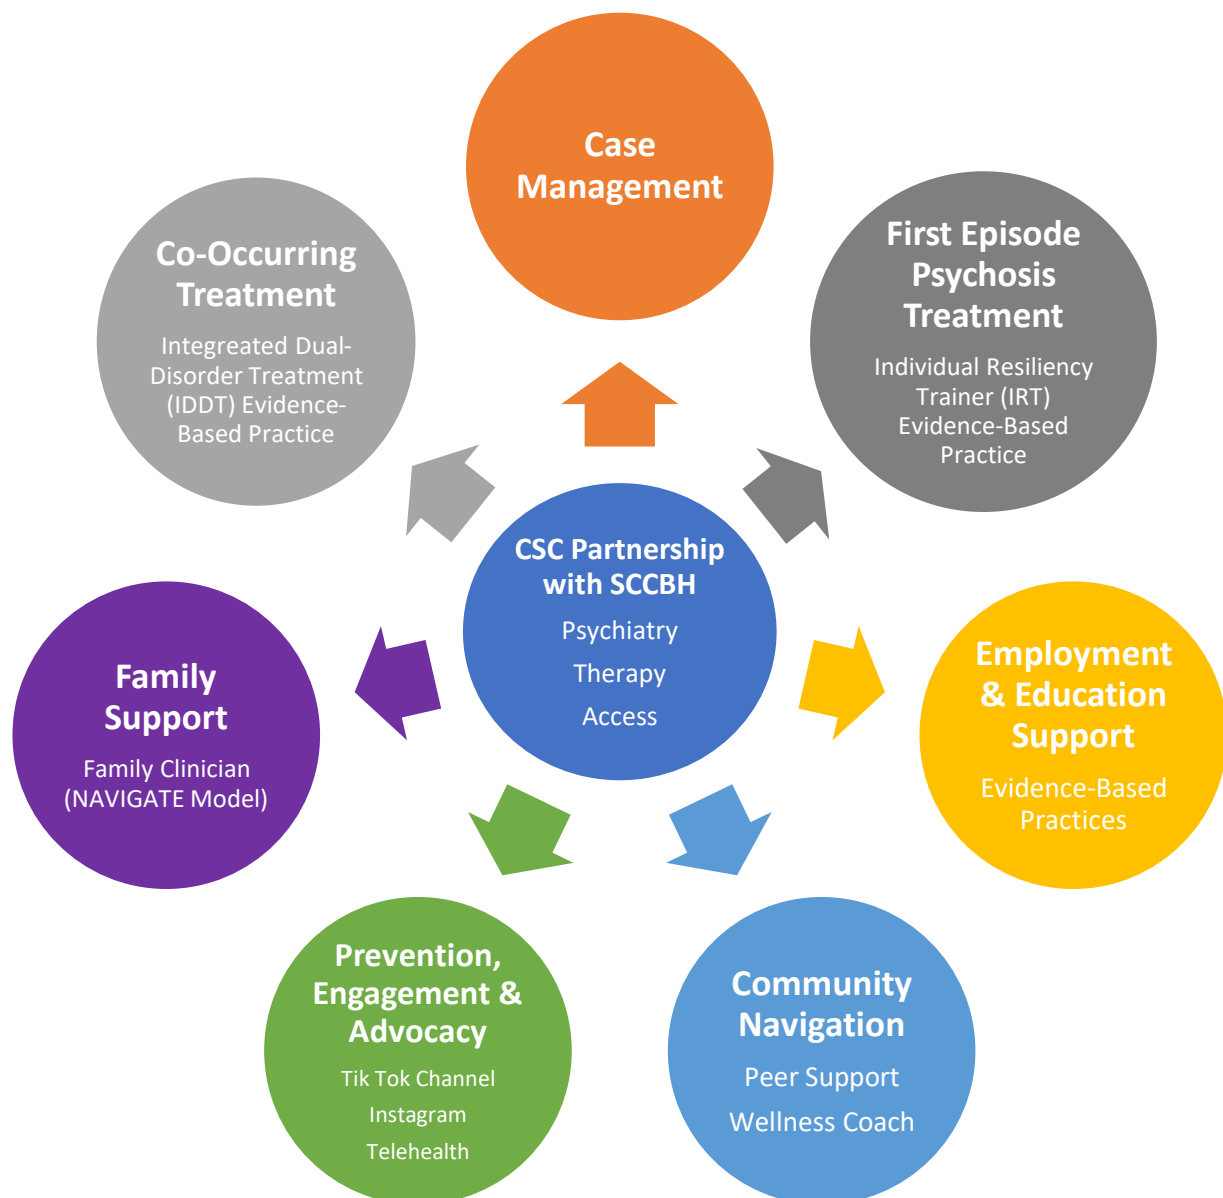 Case
Management
First Episode
Psychosis
Treatment
Individual Resiliency
Trainer (IRT)
Evidence-Based
Practice
Employment
& Education
Support
Evidence-Based
Practices
Community
Navigation
Peer Support
Wellness Coach
Prevention,
Engagement &
Advocacy
Tik Tok Channel
Instagram
Telehealth
Family
Support
Family Clinician
(NAVIGATE Model)
Co-Occurring
Treatment
Integreated Dual-
Disorder Treatment
(IDDT) Evidence-
Based Practice
CSC Partnership
with SCCBH
Psychiatry
Therapy
Access